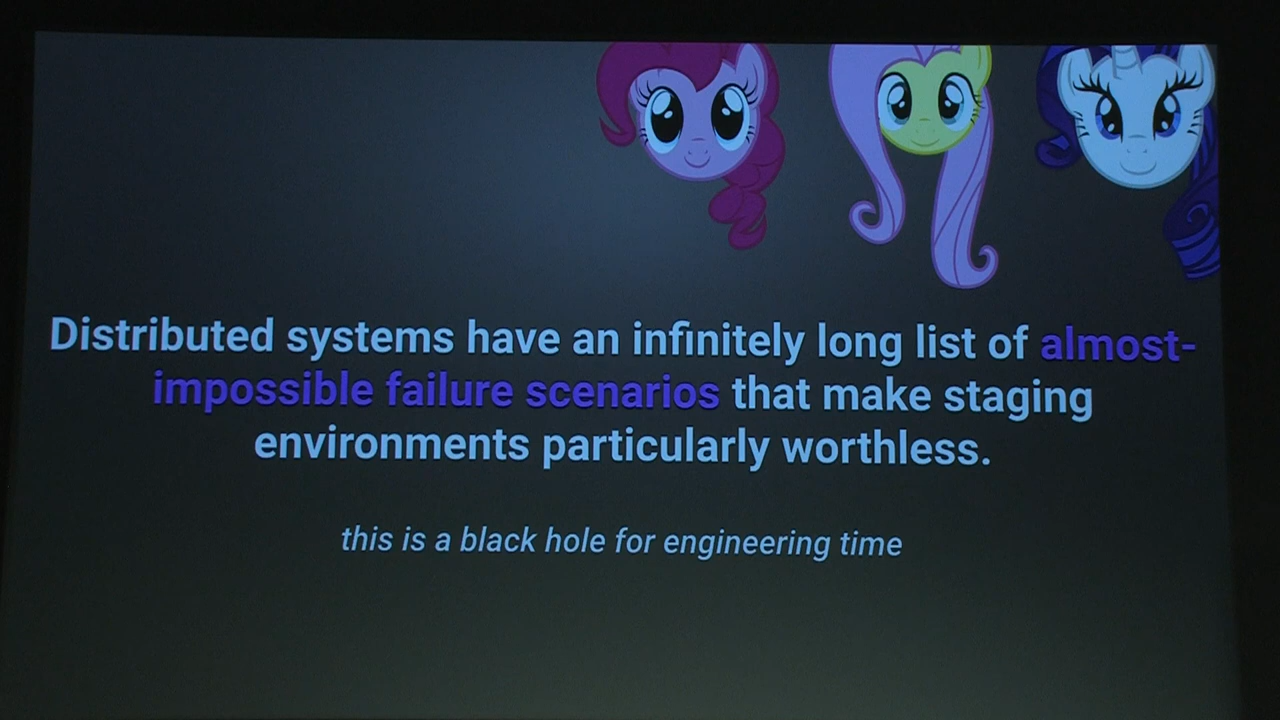 Distributed systems have an infinitely long list of almost-
impossible failure scenarios that make staging
environments particularly worthless.
this is a black hole for engineering time